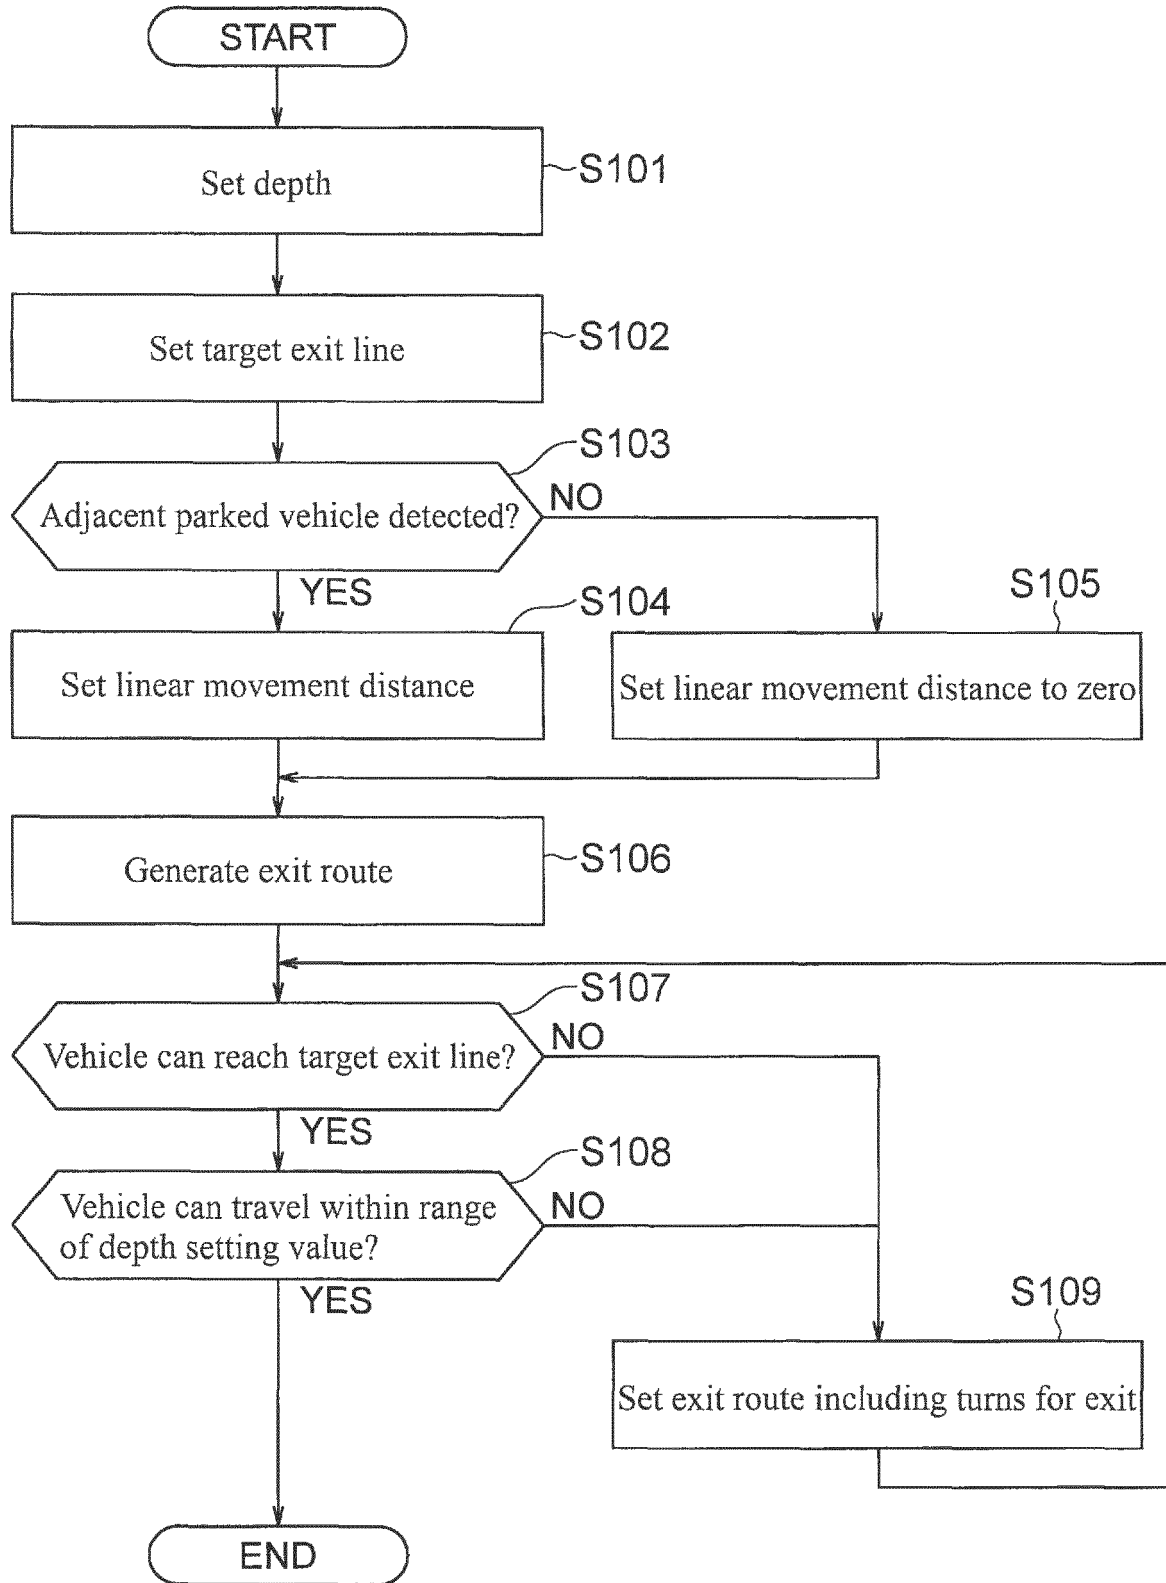 START
Set depth
S101
Set target exit line
S102
S103
Adjacent parked vehicle detected?
NO
YES
S104
S105
Set linear movement distance
Set linear movement distance to zero
Generate exit route
S106
S107
Vehicle can reach target exit line?
NO
YES
S108
Vehicle can travel within range
of depth setting value?
NO
YES
S109
Set exit route including turns for exit
END